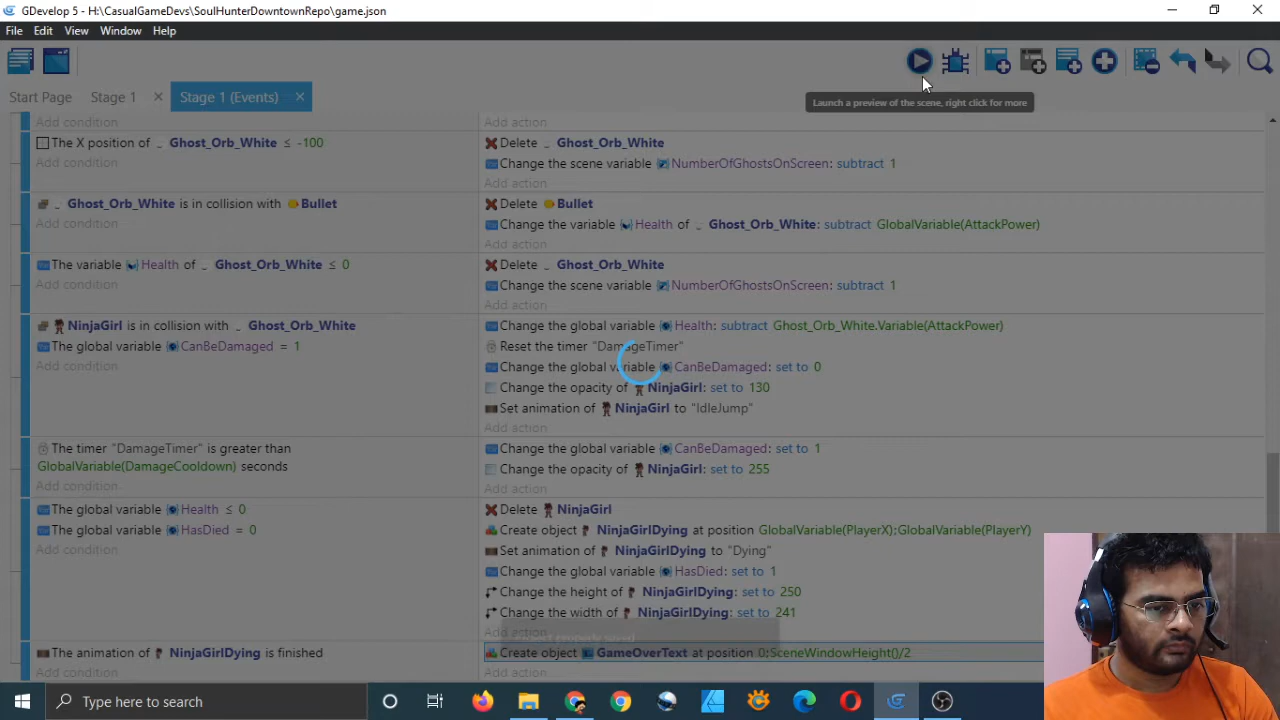 GDevelop 5 - H:\CasualGameDevs\SoulHunterDowntownRepo\game.json
File Edit View Window Help
Launch a preview of the scene, right click for more
Start Page Stage 1 × Stage 1 (Events) ×
Add condition Add action
The X position of Ghost_Orb_White ≤ -100 Delete Ghost_Orb_White
Add condition Change the scene variable NumberOfGhostsOnScreen: subtract 1
Add action
Ghost_Orb_White is in collision with Bullet Delete Bullet
Add condition Change the variable Health of Ghost_Orb_White: subtract GlobalVariable(AttackPower)
Add action
The variable Health of Ghost_Orb_White ≤ 0 Delete Ghost_Orb_White
Add condition Change the scene variable NumberOfGhostsOnScreen: subtract 1
Add action
NinjaGirl is in collision with Ghost_Orb_White Change the global variable Health: subtract Ghost_Orb_White.Variable(AttackPower)
The global variable CanBeDamaged = 1 Reset the timer "DamageTimer"
Add condition Change the global variable CanBeDamaged: set to 0
Change the opacity of NinjaGirl: set to 130
Set animation of NinjaGirl to "IdleJump"
Add action
The timer "DamageTimer" is greater than Change the global variable CanBeDamaged: set to 1
GlobalVariable(DamageCooldown) seconds Change the opacity of NinjaGirl: set to 255
Add condition Add action
The global variable Health ≤ 0 Delete NinjaGirl
The global variable HasDied = 0 Create object NinjaGirlDying at position GlobalVariable(PlayerX);GlobalVariable(PlayerY)
Add condition Set animation of NinjaGirlDying to "Dying"
Change the global variable HasDied: set to 1
Change the height of NinjaGirlDying: set to 250
Change the width of NinjaGirlDying: set to 241
Add action
The animation of NinjaGirlDying is finished Create object GameOverText at position 0;SceneWindowHeight()/2
Add condition Add action
Type here to search